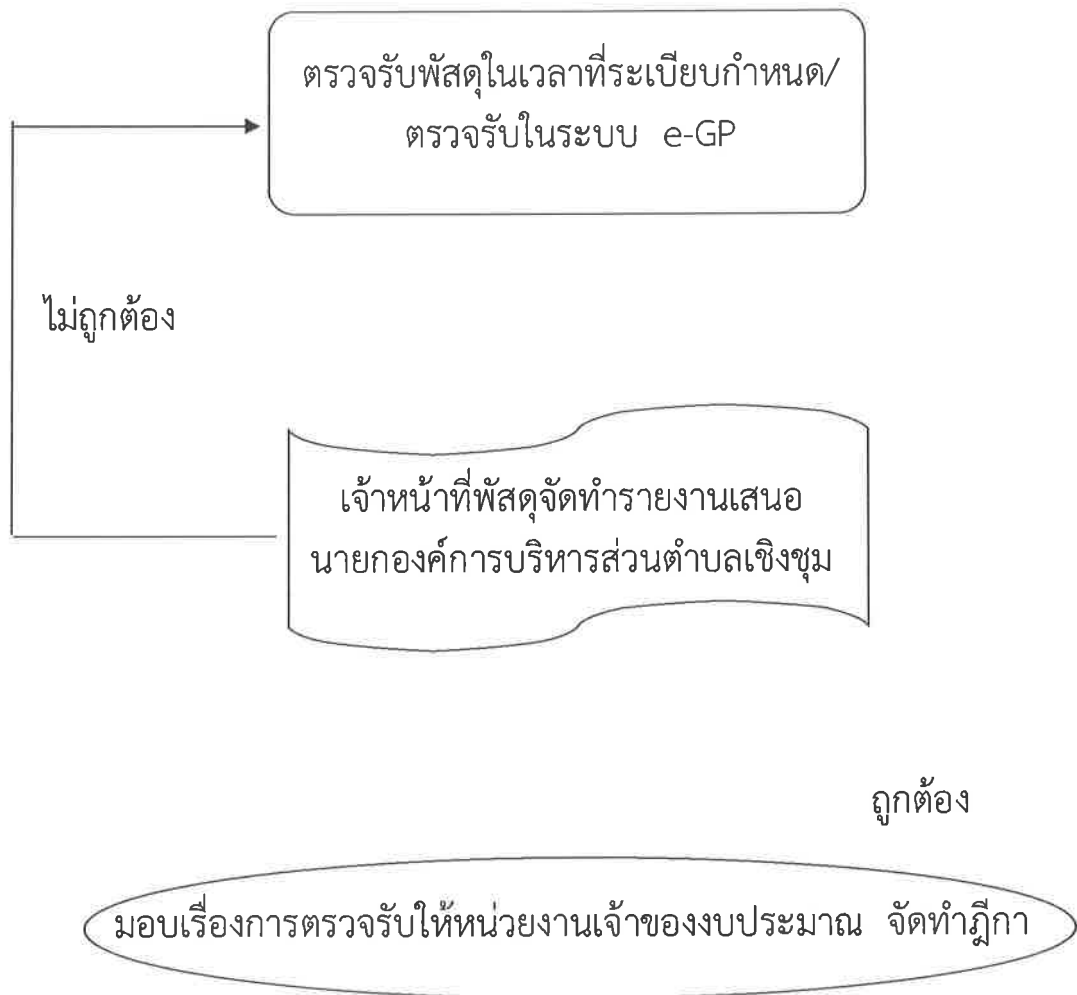 ตรวจรับพัสดุในเวลาที่ระเบียบกำหนด/
ตรวจรับในระบบ e-GP
ไม่ถูกต้อง
เจ้าหน้าที่พัสดุจัดทำรายงานเสนอ
นายกองค์การบริหารส่วนตำบลเชิงชุม
ถูกต้อง
มอบเรื่องการตรวจรับให้หน่วยงานเจ้าของงบประมาณ จัดทำฎีกา